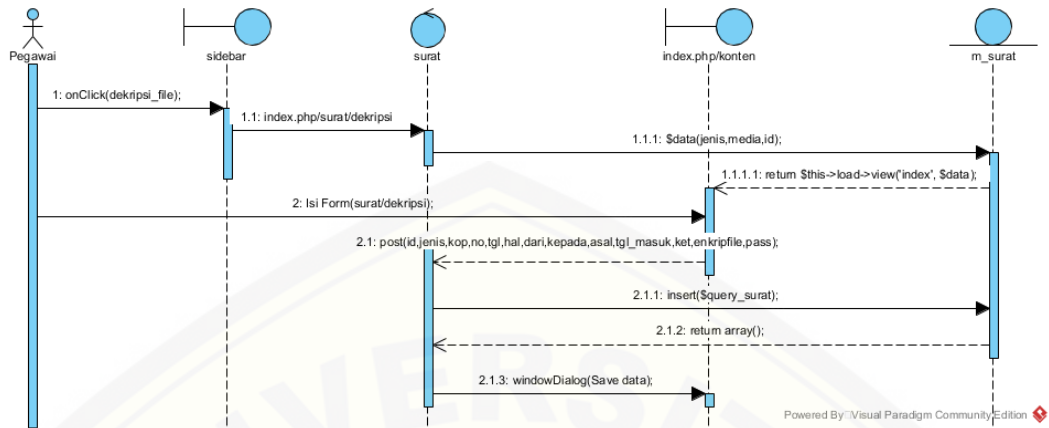 Pegawai
sidebar
surat
index.php/konten
m_surat
1: onClick(dekripsi_file);
1.1: index.php/surat/dekripsi
1.1.1: $data(jenis,media,id);
1.1.1.1: return $this->load->view('index', $data);
2: Isi Form(surat/dekripsi);
2.1: post(id,jenis,kop,no,tgl,hal,dari,kepada,asal,tgl_masuk,ket,enkripfile,pass);
2.1.1: insert($query_surat);
2.1.2: return array();
2.1.3: windowDialog(Save data);
VERS
Powered By Visual Paradigm Community Edition